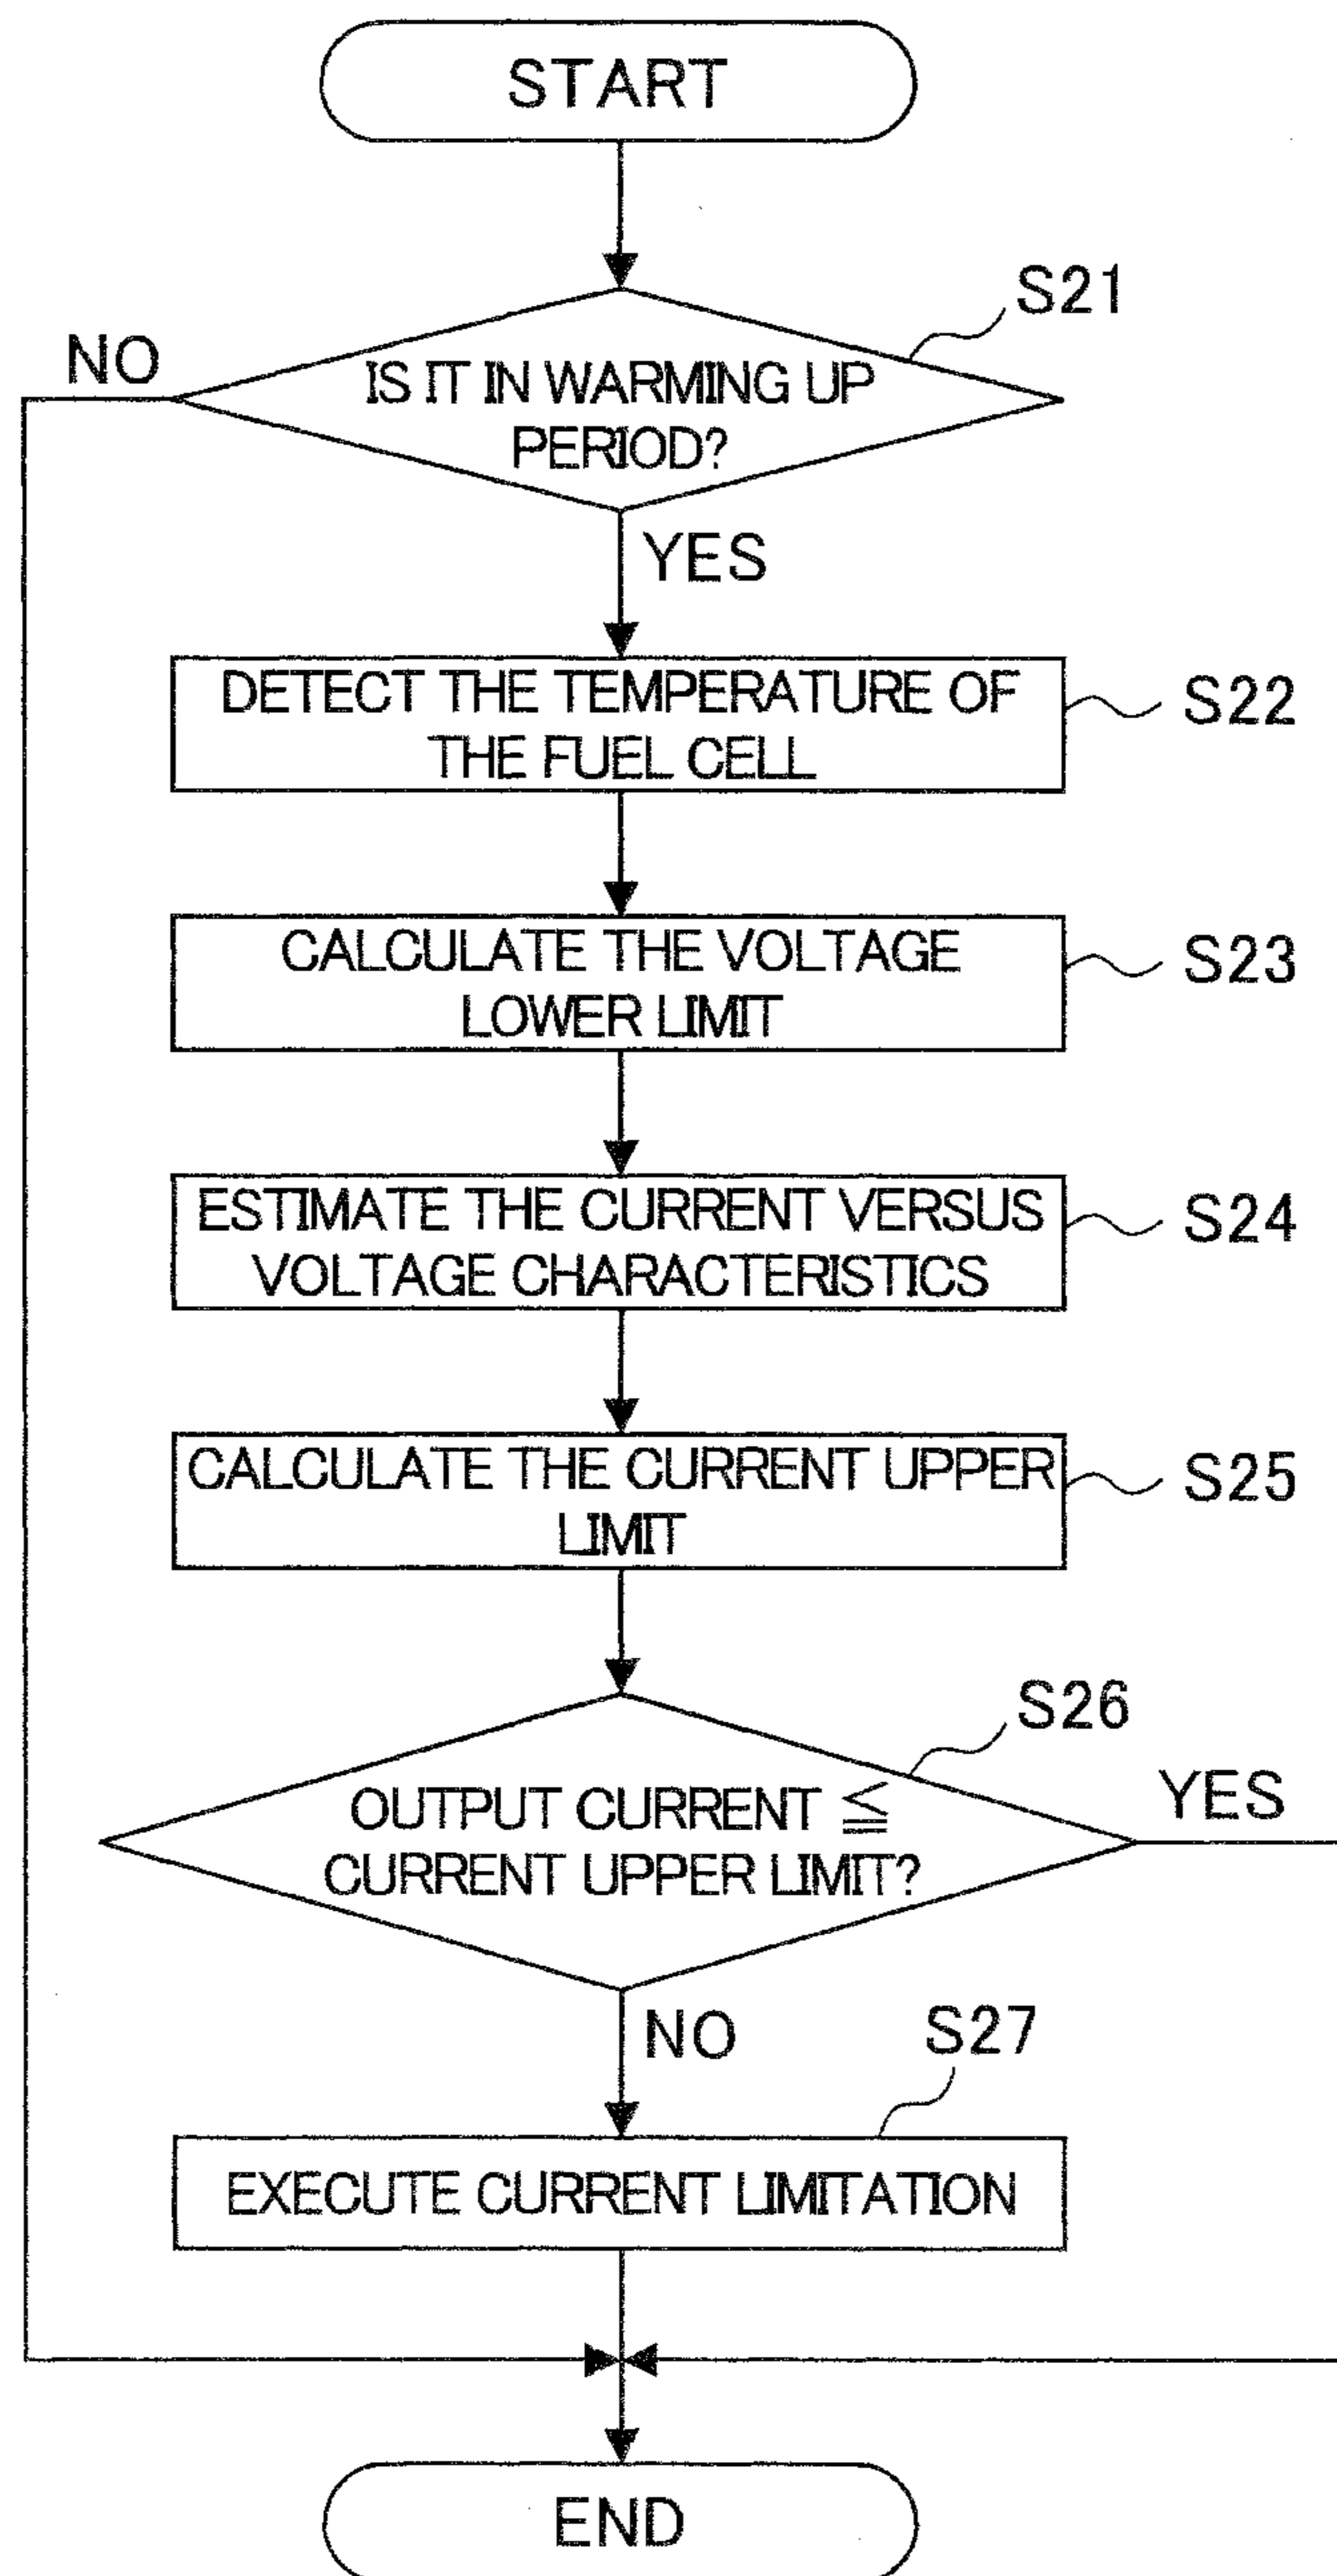 START
S21
NO
IS IT IN WARMING UP
PERIOD?
YES
DETECT THE TEMPERATURE OF
THE FUEL CELL
S22
CALCULATE THE VOLTAGE
LOWER LIMIT
S23
ESTIMATE THE CURRENT VERSUS
VOLTAGE CHARACTERISTICS
S24
CALCULATE THE CURRENT UPPER
LIMIT
S25
S26
YES
OUTPUT CURRENT ≦
CURRENT UPPER LIMIT?
NO
S27
EXECUTE CURRENT LIMITATION
END